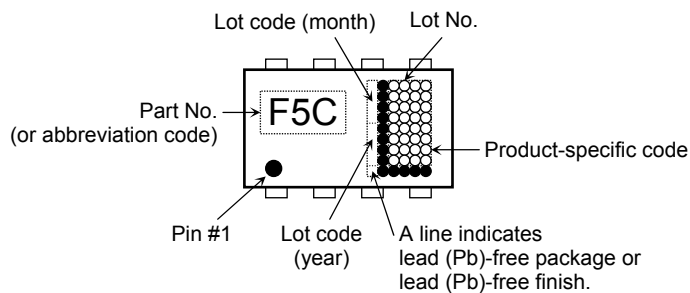 Lot code (month)
Lot No.
Part No.
(or abbreviation code)
F5C
Product-specific code
Pin #1
Lot code
(year)
A line indicates
lead (Pb)-free package or
lead (Pb)-free finish.